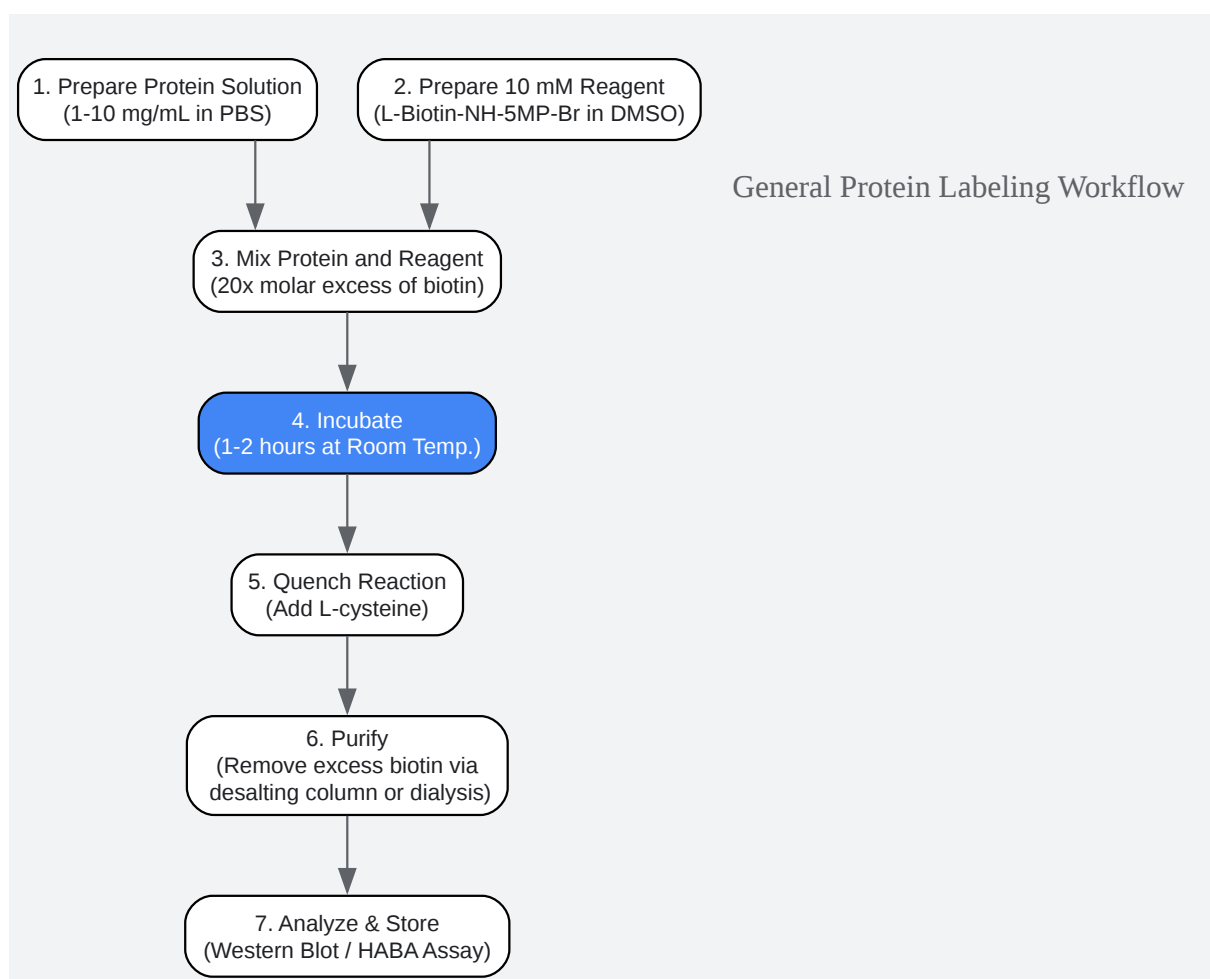 1. Prepare Protein Solution
(1-10 mg/mL in PBS)
2. Prepare 10 mM Reagent
(L-Biotin-NH-5MP-Br in DMSO)
General Protein Labeling Workflow
3. Mix Protein and Reagent
(20x molar excess of biotin)
4. Incubate
(1-2 hours at Room Temp.)
5. Quench Reaction
(Add L-cysteine)
6. Purify
(Remove excess biotin via
desalting column or dialysis)
7. Analyze & Store
(Western Blot / HABA Assay)